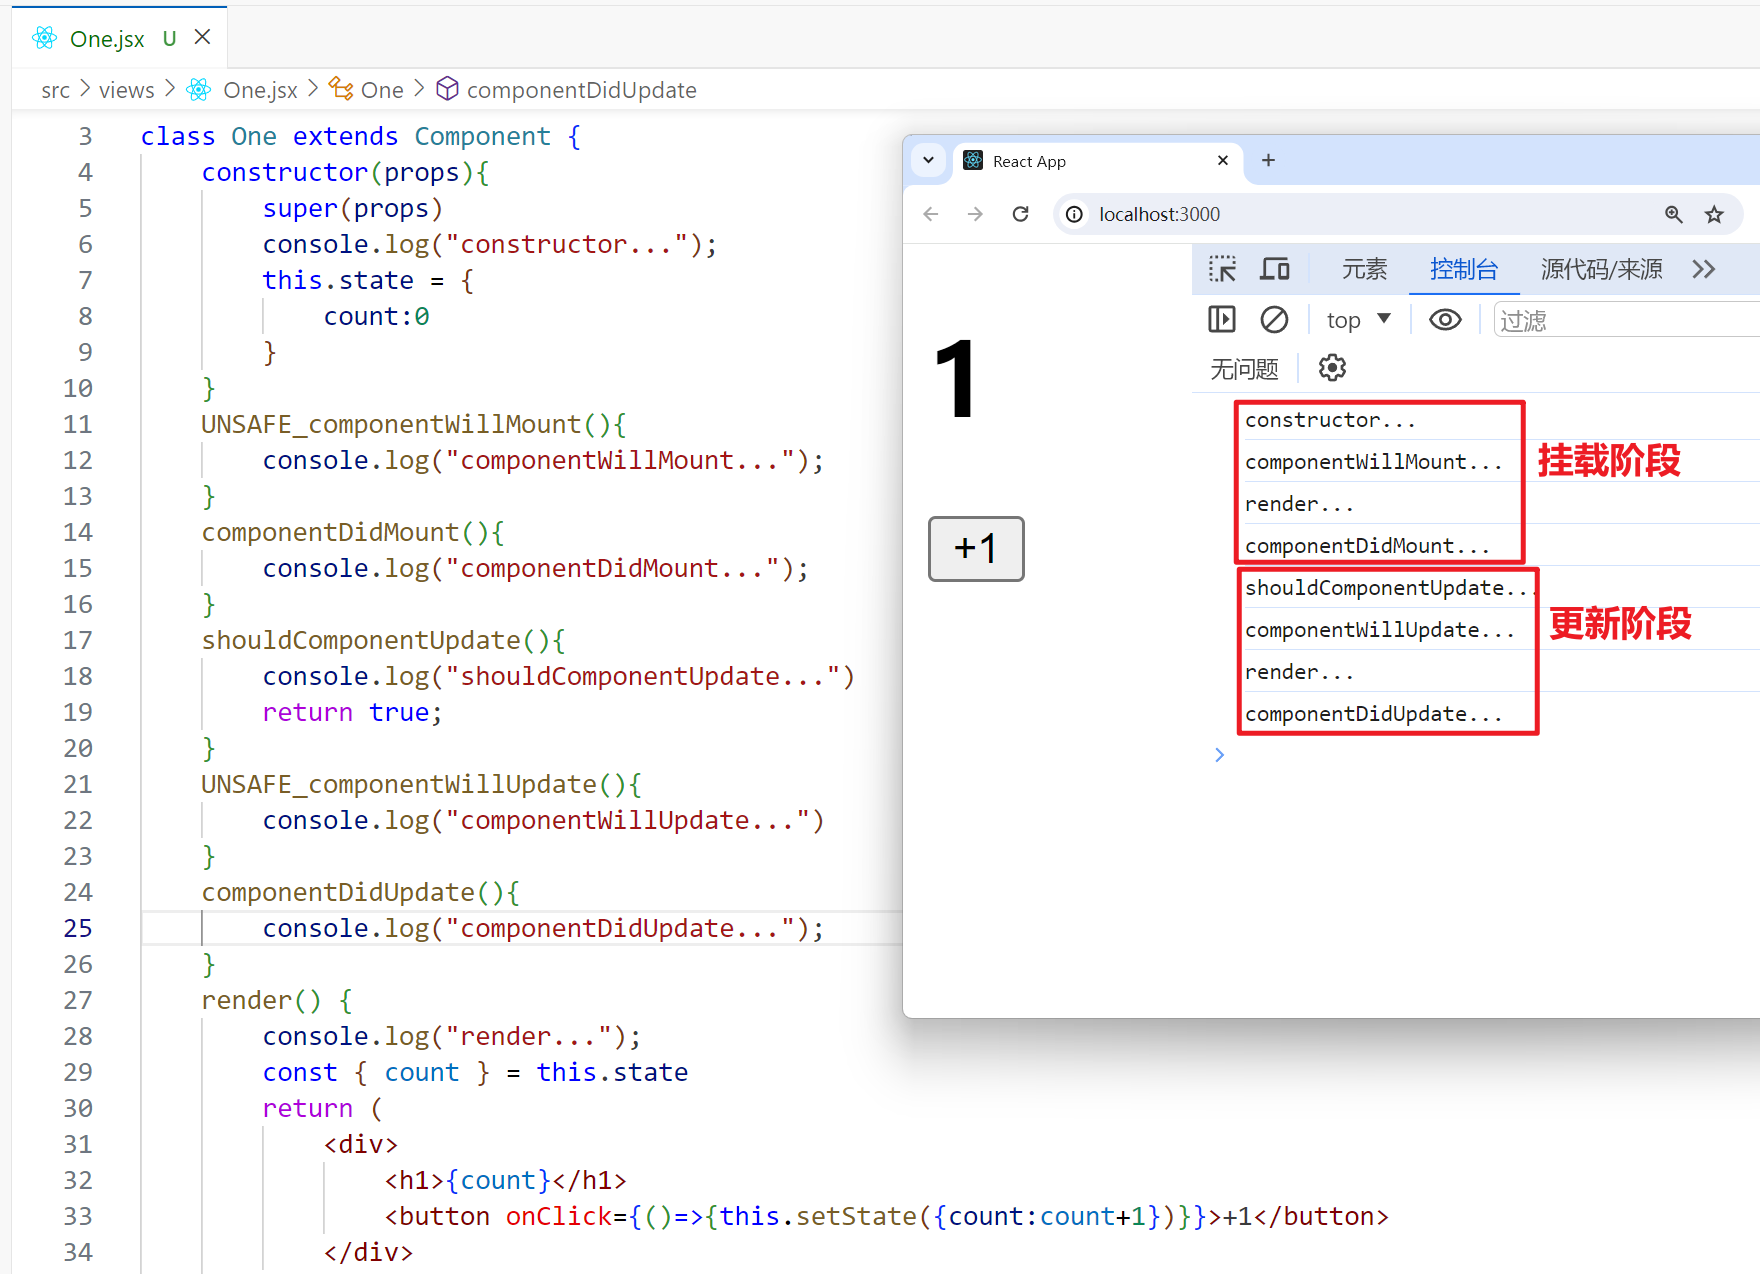 One.jsx U
src > views > One.jsx > One > componentDidUpdate
3 class One extends Component {
4 constructor(props){
5 super(props)
6 console.log("constructor...");
7 this.state = {
8 count:0
9 }
10 }
11 UNSAFE_componentWillMount(){
12 console.log("componentWillMount...");
13 }
14 componentDidMount(){
15 console.log("componentDidMount...");
16 }
17 shouldComponentUpdate(){
18 console.log("shouldComponentUpdate...")
19 return true;
20 }
21 UNSAFE_componentWillUpdate(){
22 console.log("componentWillUpdate...")
23 }
24 componentDidUpdate(){
25 console.log("componentDidUpdate...");
26 }
27 render() {
28 console.log("render...");
29 const { count } = this.state
30 return (
31 <div>
32 <h1>{count}</h1>
33 <button onClick={()=>{this.setState({count:count+1})}}>+1</button>
34 </div>
React App
localhost:3000
1
+1
元素 控制台 源代码/来源
top 过滤
无问题
constructor...
componentWillMount...
render...
componentDidMount...
挂载阶段
shouldComponentUpdate...
componentWillUpdate...
render...
componentDidUpdate...
更新阶段